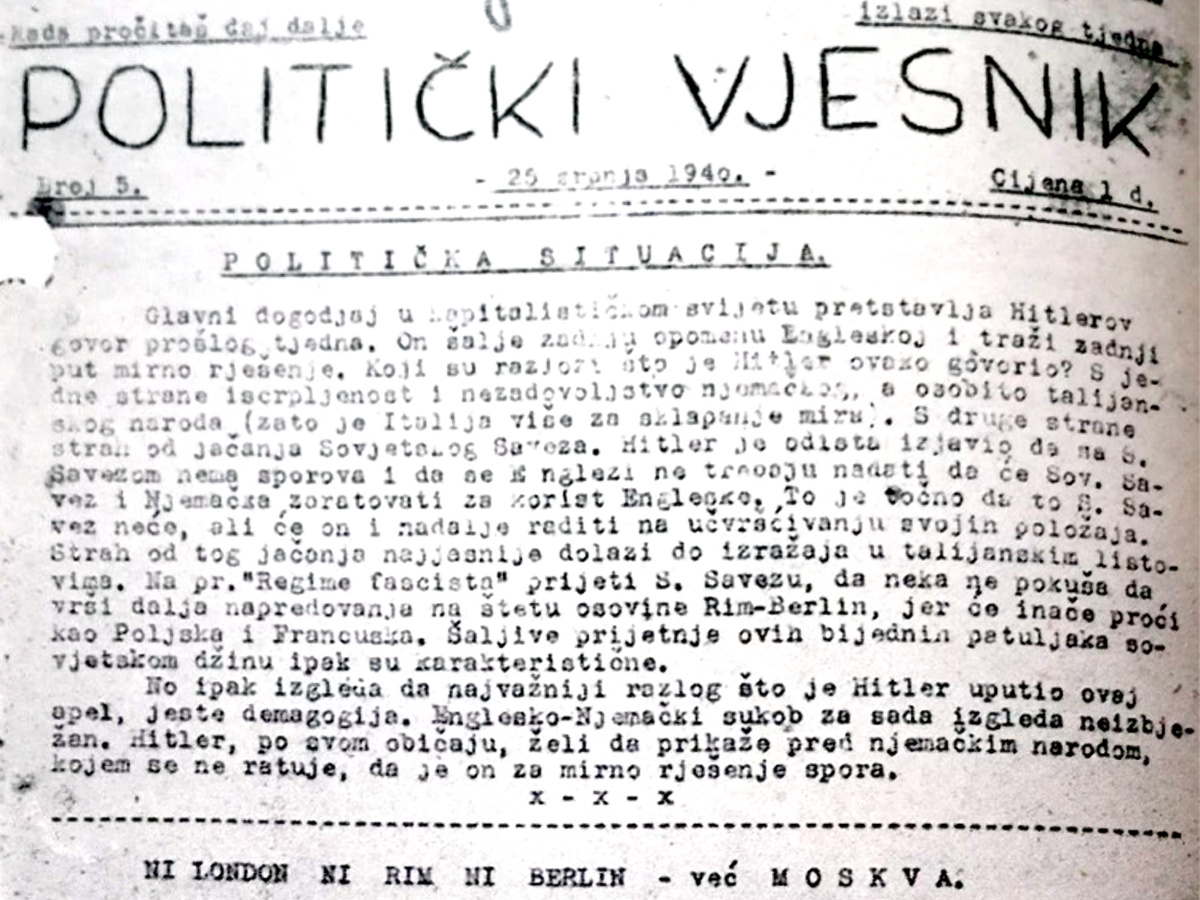 Kada pročitaš daj dalje
izlazi svakog tjedna
POLITIČKI VJESNIK
Broj 5.
- 25 srpnja 1940. -
Cijena 1 d.
POLITIČKA SITUACIJA.
Glavni dogodjaj u kapitalističkom svijetu pretstavlja Hitlerov
govor prošlog tjedna. On šalje zadnju opomenu Engleskoj i traži zadnji
put mirno rjesenje. Koji su razlozi što je Hitler ovako govorio? S je-
dne strane iscrpljenost i nezadovoljstvo njemačkog, a osobito talijan-
skog naroda (zato je Italija više za sklapanje mira). S druge strane
strah od jačanja Sovjetskog Saveza. Hitler je odista izjavio da sa S.
Savezom nema sporova i da se E nglezi ne trebaju nadati da će Sov. Sa-
vez i Njemačka zaratovati za korist Engleske. To je točno da to S. Sa-
vez neće, ali će on i nadalje raditi na učvrsćivanju svojih položaja.
Strah od tog jačanja najjasnije dolazi do izražaja u talijanskim listo-
vima. Na pr."Regime fascista" prijeti S. Savezu, da neka ne pokuša da
vrši dalja napredovanja na štetu osovine Rim-Berlin, jer će inače proći
kao Poljska i Francuska. Šaljive prijetnje ovih bijednih patuljaka so-
vjetskom džinu ipak su karakteristične.
No ipak izgleda da najvažniji razlog što je Hitler uputio ovaj
apel, jeste demagogija. Englesko-Njemački sukob za sada izgleda neizbje-
žan. Hitler, po svom običaju, želi da prikaže pred njemačkim narodom,
kojem se ne ratuje, da je on za mirno rješenje spora.
x - x - x
NI LONDON NI RIM NI BERLIN - već MOSKVA.